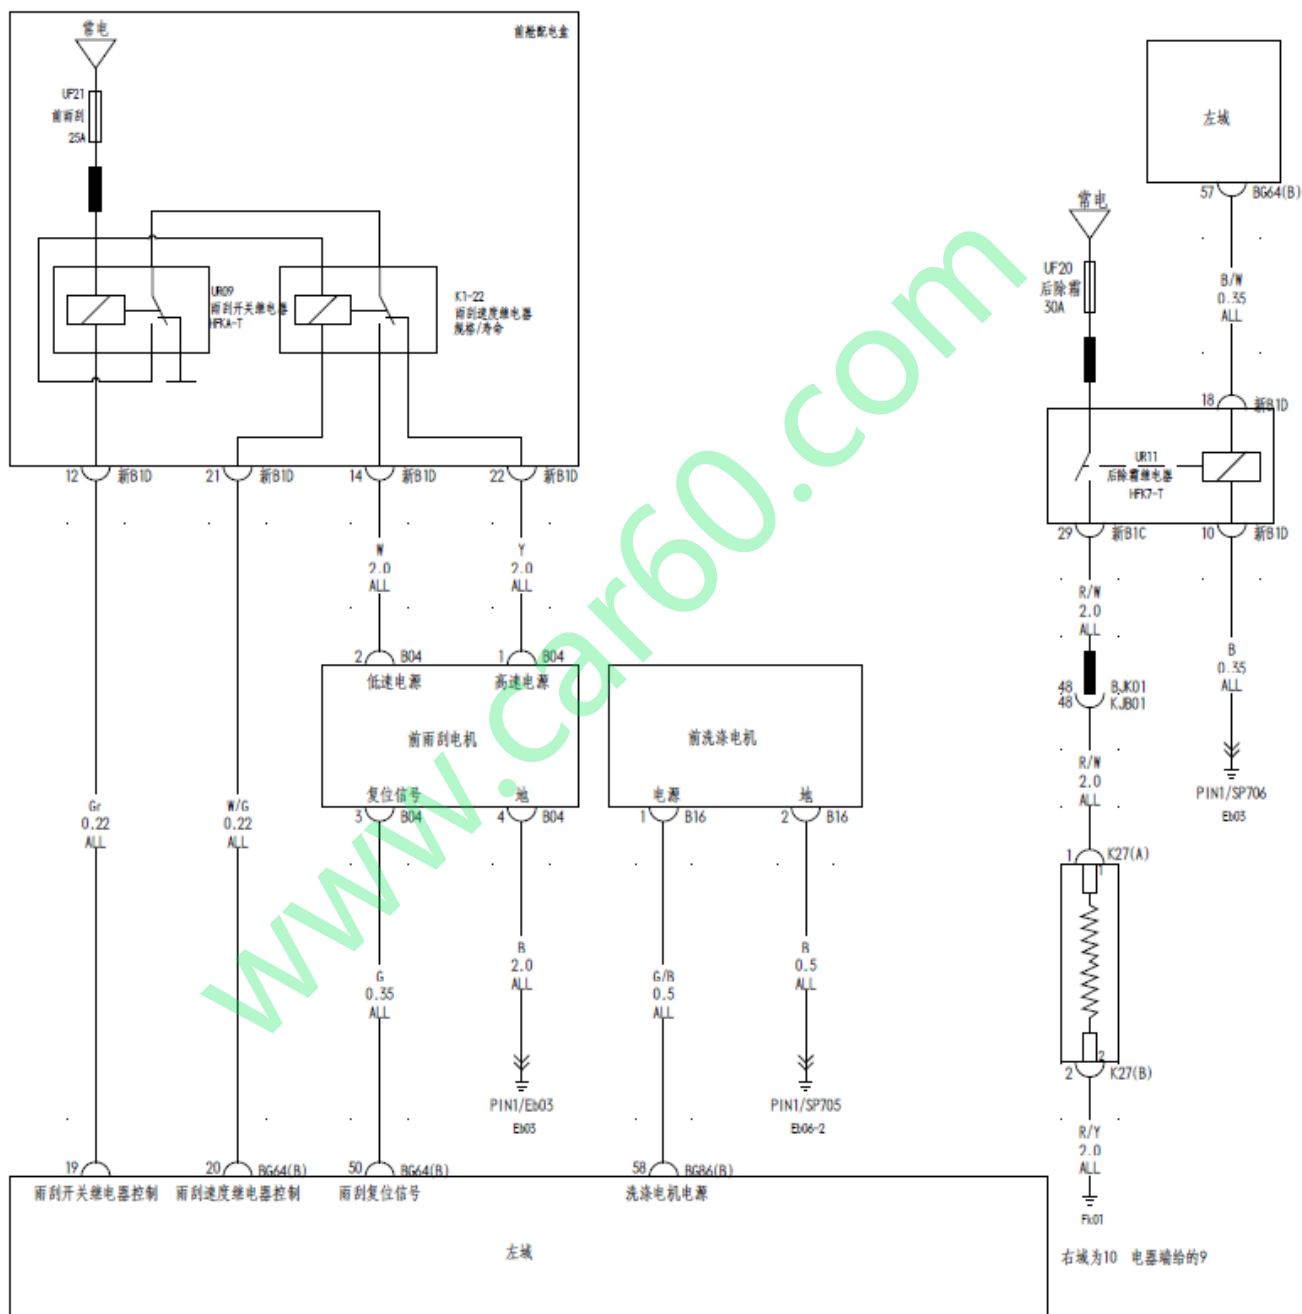 常电
前舱配电盒
UF21
前雨刮
25A
UR09
雨刮开关继电器
HFKA-T
K1-22
雨刮速度继电器
规格/寿命
12 新B1D
21 新B1D
14 新B1D
22 新B1D
W
2.0
ALL
Y
2.0
ALL
2 B04
1 B04
低速电源
高速电源
前雨刮电机
复位信号
地
3 B04
4 B04
前洗涤电机
电源
地
1 B16
2 B16
Gr
0.22
ALL
W/G
0.22
ALL
G
0.35
ALL
B
2.0
ALL
G/B
0.5
ALL
B
0.5
ALL
PIN1/Eb03
Eb03
PIN1/SP705
Eb06-2
19
20 BG64(B)
50 BG64(B)
58 BG86(B)
雨刮开关继电器控制
雨刮速度继电器控制
雨刮复位信号
洗涤电机电源
左域
左域
57 BG64(B)
常电
UF20
后除霜
30A
B/W
0.35
ALL
18 新B1D
UR11
后除霜继电器
HFK7-T
29 新B1C
10 新B1D
R/W
2.0
ALL
B
0.35
ALL
48 BJK01
48 KJB01
R/W
2.0
ALL
PIN1/SP706
Eb03
1 K27(A)
1
2
2 K27(B)
R/Y
2.0
ALL
Fk01
右域为10 电器端给的9
www.car60.com